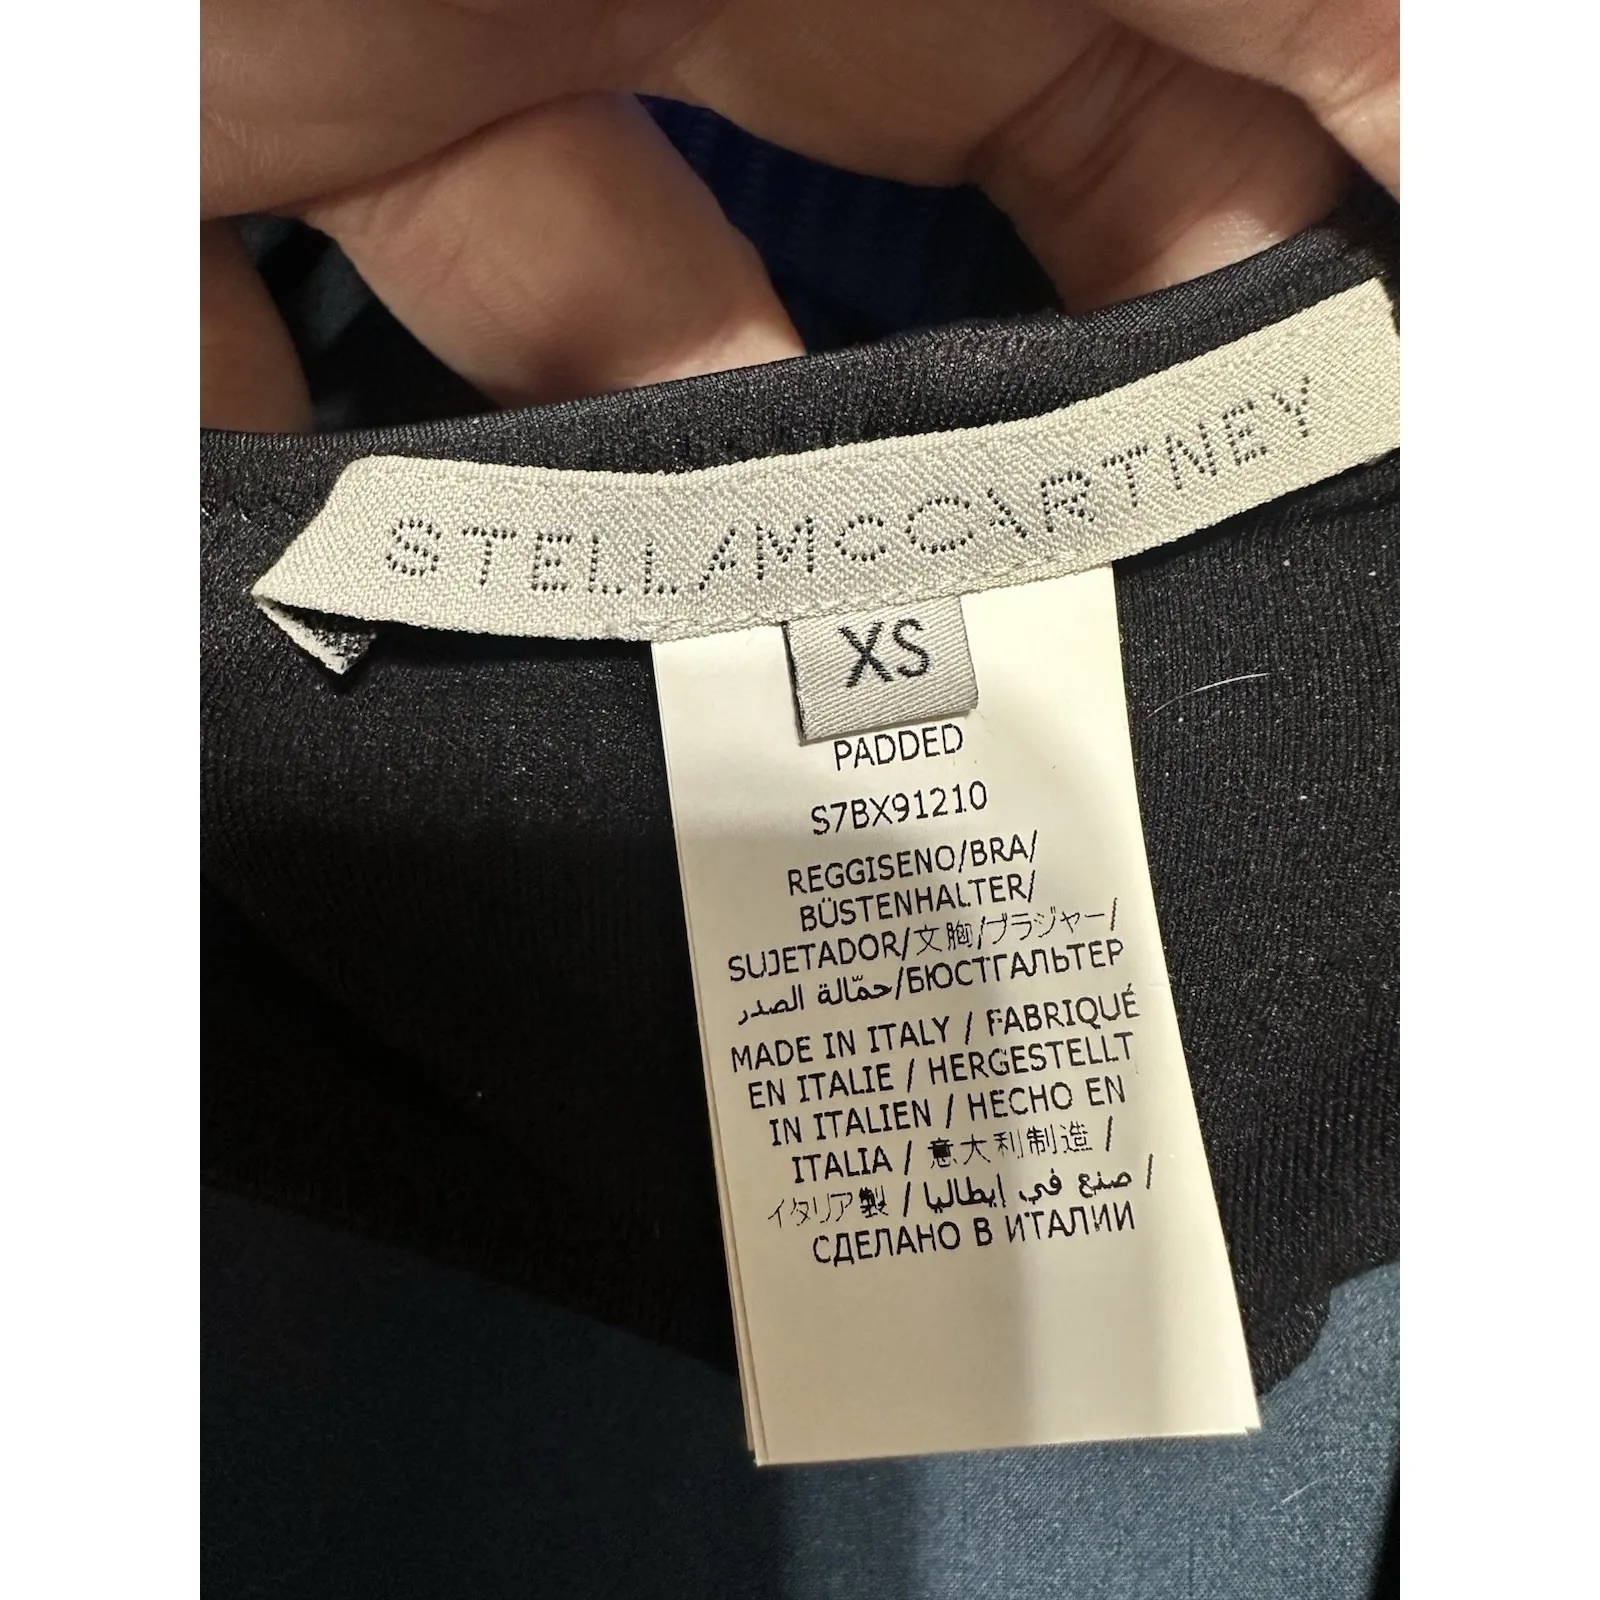 STELLAMcCARTNEY
XS
PADDED
S7BX91210
REGGISENO/BRA/
BÜSTENHALTER/
SUJETADOR/文胸/ブラジャー/
حمّالة الصدر/БЮСТГАЛЬТЕР
MADE IN ITALY / FABRIQUÉ
EN ITALIE / HERGESTELLT
IN ITALIEN / HECHO EN
ITALIA / 意大利制造 /
イタリア製 / صنع في إيطاليا /
СДЕЛАНО В ИТАЛИИ